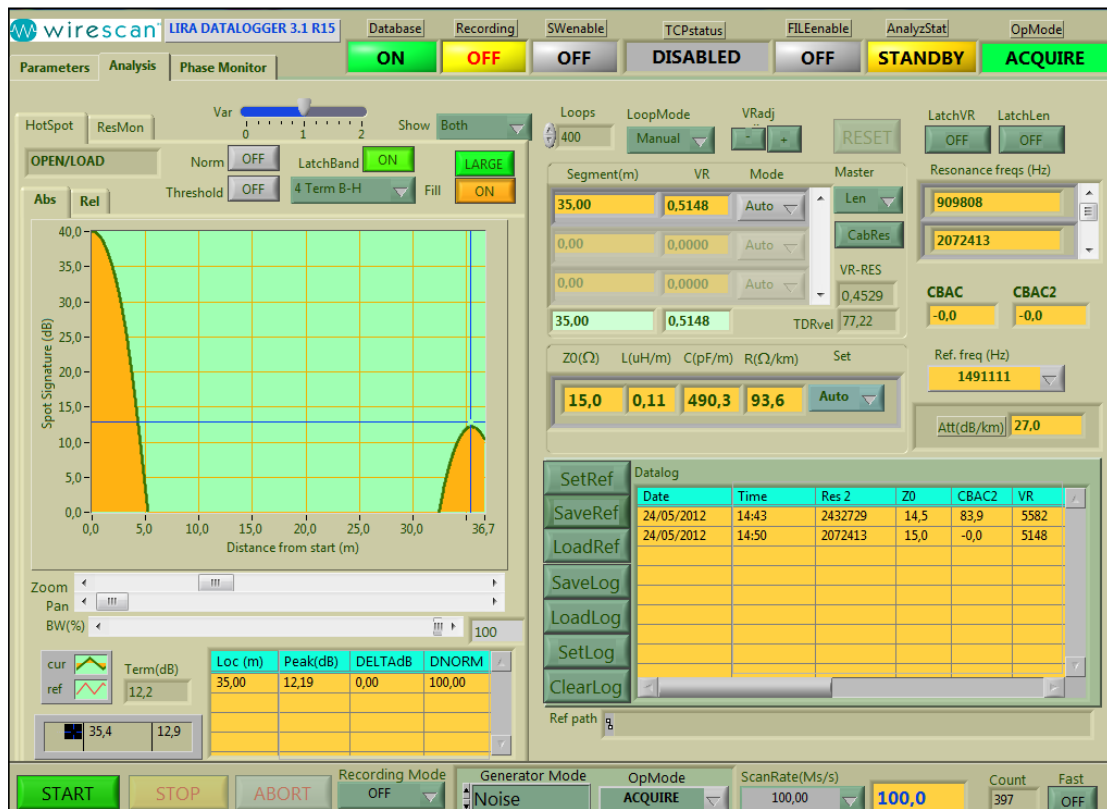 wirescan
LIRA DATALOGGER 3.1 R15
Database Recording SWenable TCPstatus FILEenable AnalyzStat OpMode
ON OFF OFF DISABLED OFF STANDBY ACQUIRE
Parameters Analysis Phase Monitor
HotSpot ResMon
Var
0 1 2
Show Both
OPEN/LOAD
Norm OFF LatchBand ON LARGE
Threshold OFF 4 Term B-H Fill ON
Abs Rel
Spot Signature (dB)
40,0
35,0
30,0
25,0
20,0
15,0
10,0
5,0
0,0
0,0 5,0 10,0 15,0 20,0 25,0 30,0 36,7
Distance from start (m)
Zoom
Pan
BW(%) 100
cur
ref
Term(dB)
12,2
Loc (m) Peak(dB) DELTAdB DNORM
35,00 12,19 0,00 100,00
35,4 12,9
Loops LoopMode VRadj
400 Manual - + RESET
LatchVR LatchLen
OFF OFF
Segment(m) VR Mode Master
35,00 0,5148 Auto Len
0,00 0,0000 Auto CabRes
0,00 0,0000 Auto
VR-RES
0,4529
35,00 0,5148 TDRvel 77,22
Resonance freqs (Hz)
909808
2072413
CBAC CBAC2
-0,0 -0,0
Z0(Ω) L(uH/m) C(pF/m) R(Ω/km) Set
15,0 0,11 490,3 93,6 Auto
Ref. freq (Hz)
1491111
Att(dB/km) 27,0
SetRef
SaveRef
LoadRef
SaveLog
LoadLog
SetLog
ClearLog
Datalog
Date Time Res 2 Z0 CBAC2 VR
24/05/2012 14:43 2432729 14,5 83,9 5582
24/05/2012 14:50 2072413 15,0 -0,0 5148
Ref path
START STOP ABORT
Recording Mode
OFF
Generator Mode
Noise
OpMode
ACQUIRE
ScanRate(Ms/s)
100,00 100,0
Count
397
Fast
OFF